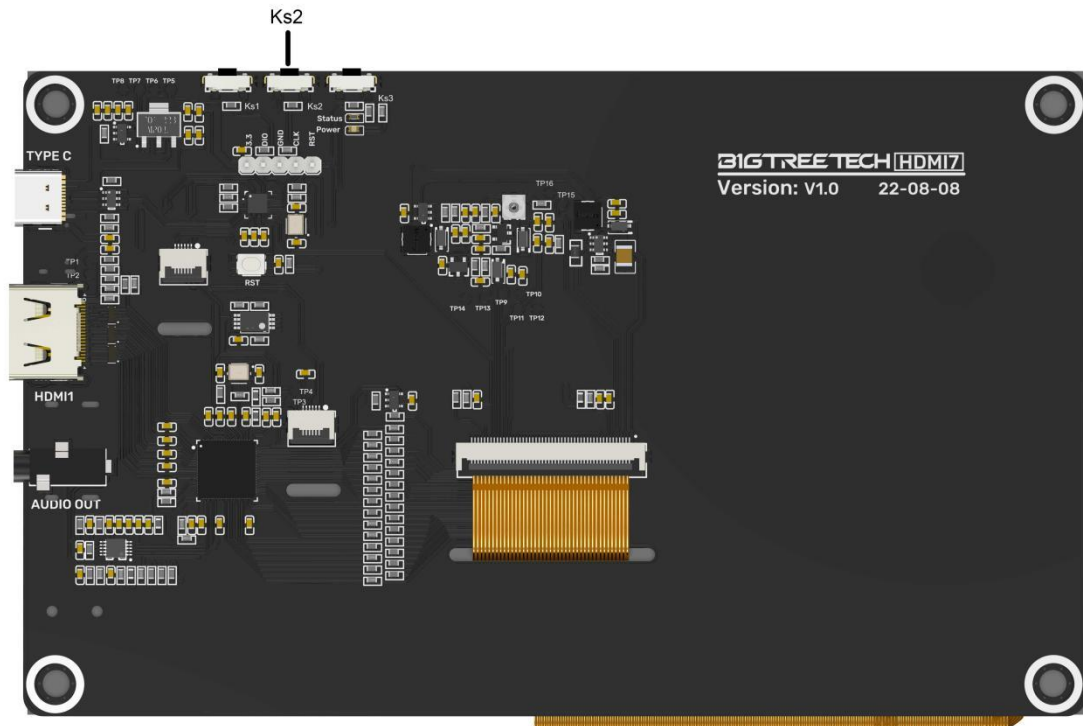 Ks2
TP8 TP7 TP6 TP5
Ks1
Ks2
Ks3
Status
Power
3.3 DIO GND CLK RST
TYPE C
BIGTREETECH HDMI7
Version: V1.0 22-08-08
TP16
TP15
TP1
TP2
RST
TP10
TP9
TP14 TP13
TP11 TP12
HDMI1
TP4
TP3
AUDIO OUT